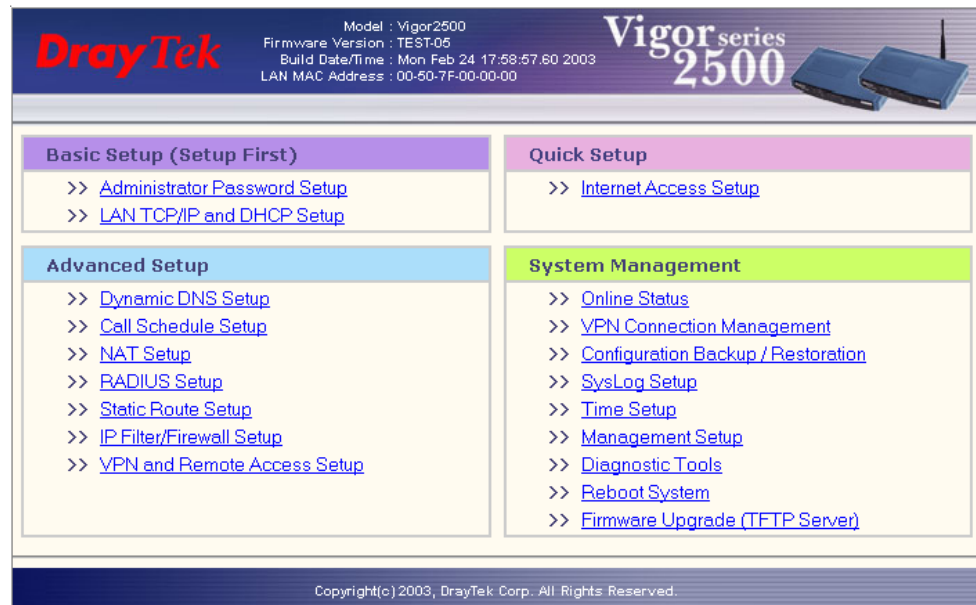 DrayTek
Model : Vigor2500
Firmware Version : TEST-05
Build Date/Time : Mon Feb 24 17:58:57.60 2003
LAN MAC Address : 00-50-7F-00-00-00
Vigor series
2500
Basic Setup (Setup First)
>> Administrator Password Setup
>> LAN TCP/IP and DHCP Setup
Quick Setup
>> Internet Access Setup
Advanced Setup
>> Dynamic DNS Setup
>> Call Schedule Setup
>> NAT Setup
>> RADIUS Setup
>> Static Route Setup
>> IP Filter/Firewall Setup
>> VPN and Remote Access Setup
System Management
>> Online Status
>> VPN Connection Management
>> Configuration Backup / Restoration
>> SysLog Setup
>> Time Setup
>> Management Setup
>> Diagnostic Tools
>> Reboot System
>> Firmware Upgrade (TFTP Server)
Copyright(c) 2003, DrayTek Corp. All Rights Reserved.